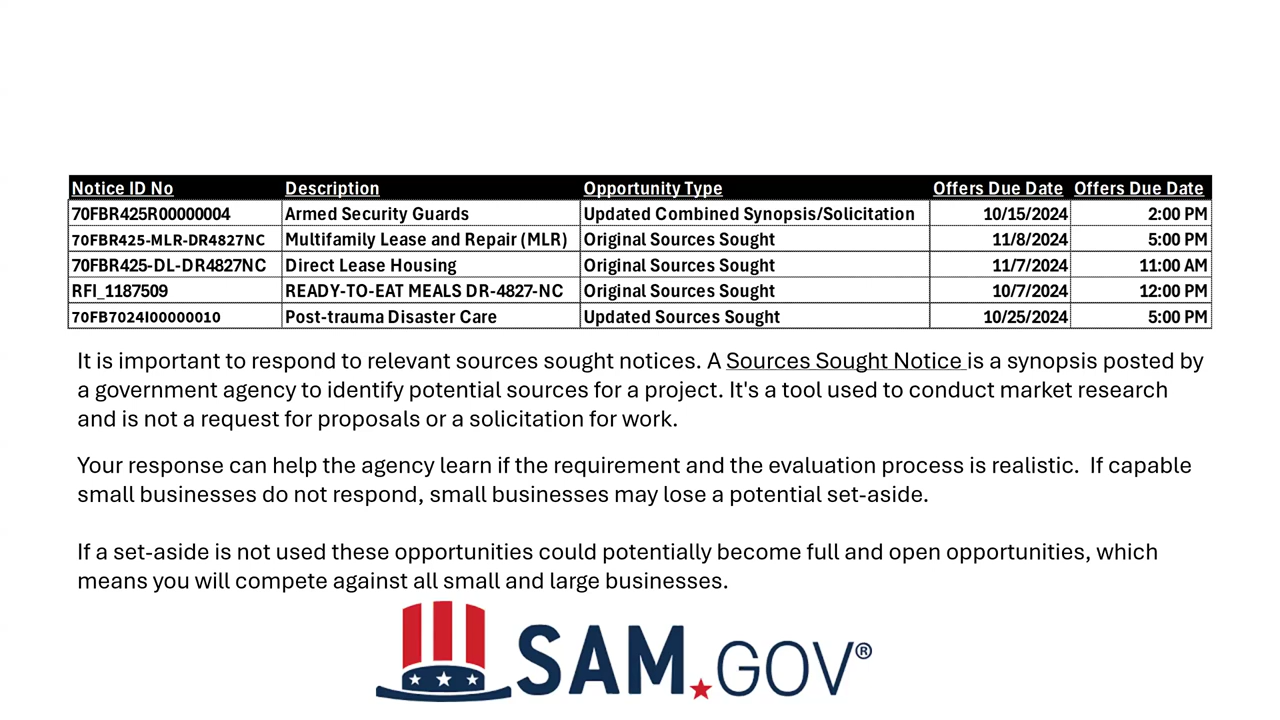 Notice ID No Description Opportunity Type Offers Due Date Offers Due Date
70FBR425R00000004 Armed Security Guards Updated Combined Synopsis/Solicitation 10/15/2024 2:00 PM
70FBR425-MLR-DR4827NC Multifamily Lease and Repair (MLR) Original Sources Sought 11/8/2024 5:00 PM
70FBR425-DL-DR4827NC Direct Lease Housing Original Sources Sought 11/7/2024 11:00 AM
RFI_1187509 READY-TO-EAT MEALS DR-4827-NC Original Sources Sought 10/7/2024 12:00 PM
70FB7024I00000010 Post-trauma Disaster Care Updated Sources Sought 10/25/2024 5:00 PM
It is important to respond to relevant sources sought notices. A Sources Sought Notice is a synopsis posted by
a government agency to identify potential sources for a project. It's a tool used to conduct market research
and is not a request for proposals or a solicitation for work.
Your response can help the agency learn if the requirement and the evaluation process is realistic.  If capable
small businesses do not respond, small businesses may lose a potential set-aside.
If a set-aside is not used these opportunities could potentially become full and open opportunities, which
means you will compete against all small and large businesses.
SAM.GOV®